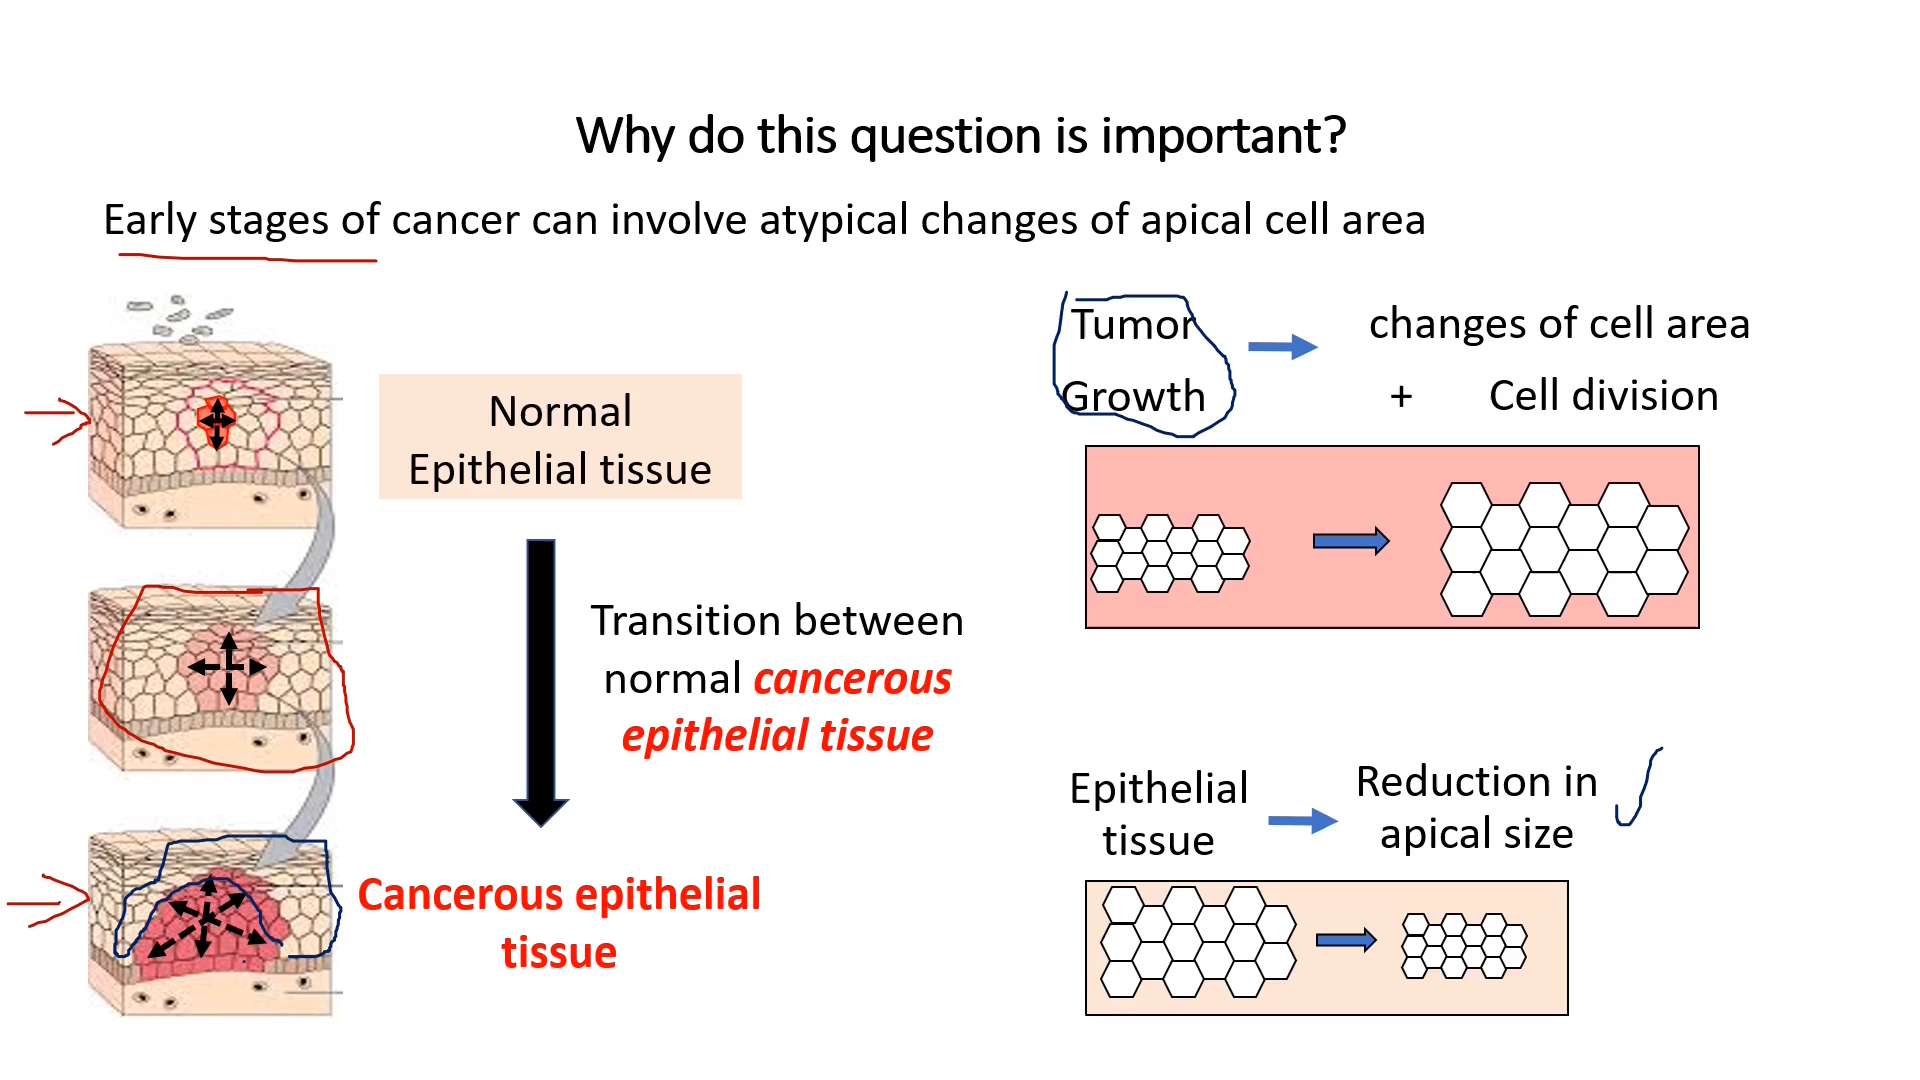 Why do this question is important?
Early stages of cancer can involve atypical changes of apical cell area
Normal
Epithelial tissue
Transition between
normal cancerous
epithelial tissue
Cancerous epithelial
tissue
Tumor
Growth
changes of cell area
+ Cell division
Epithelial
tissue
Reduction in
apical size